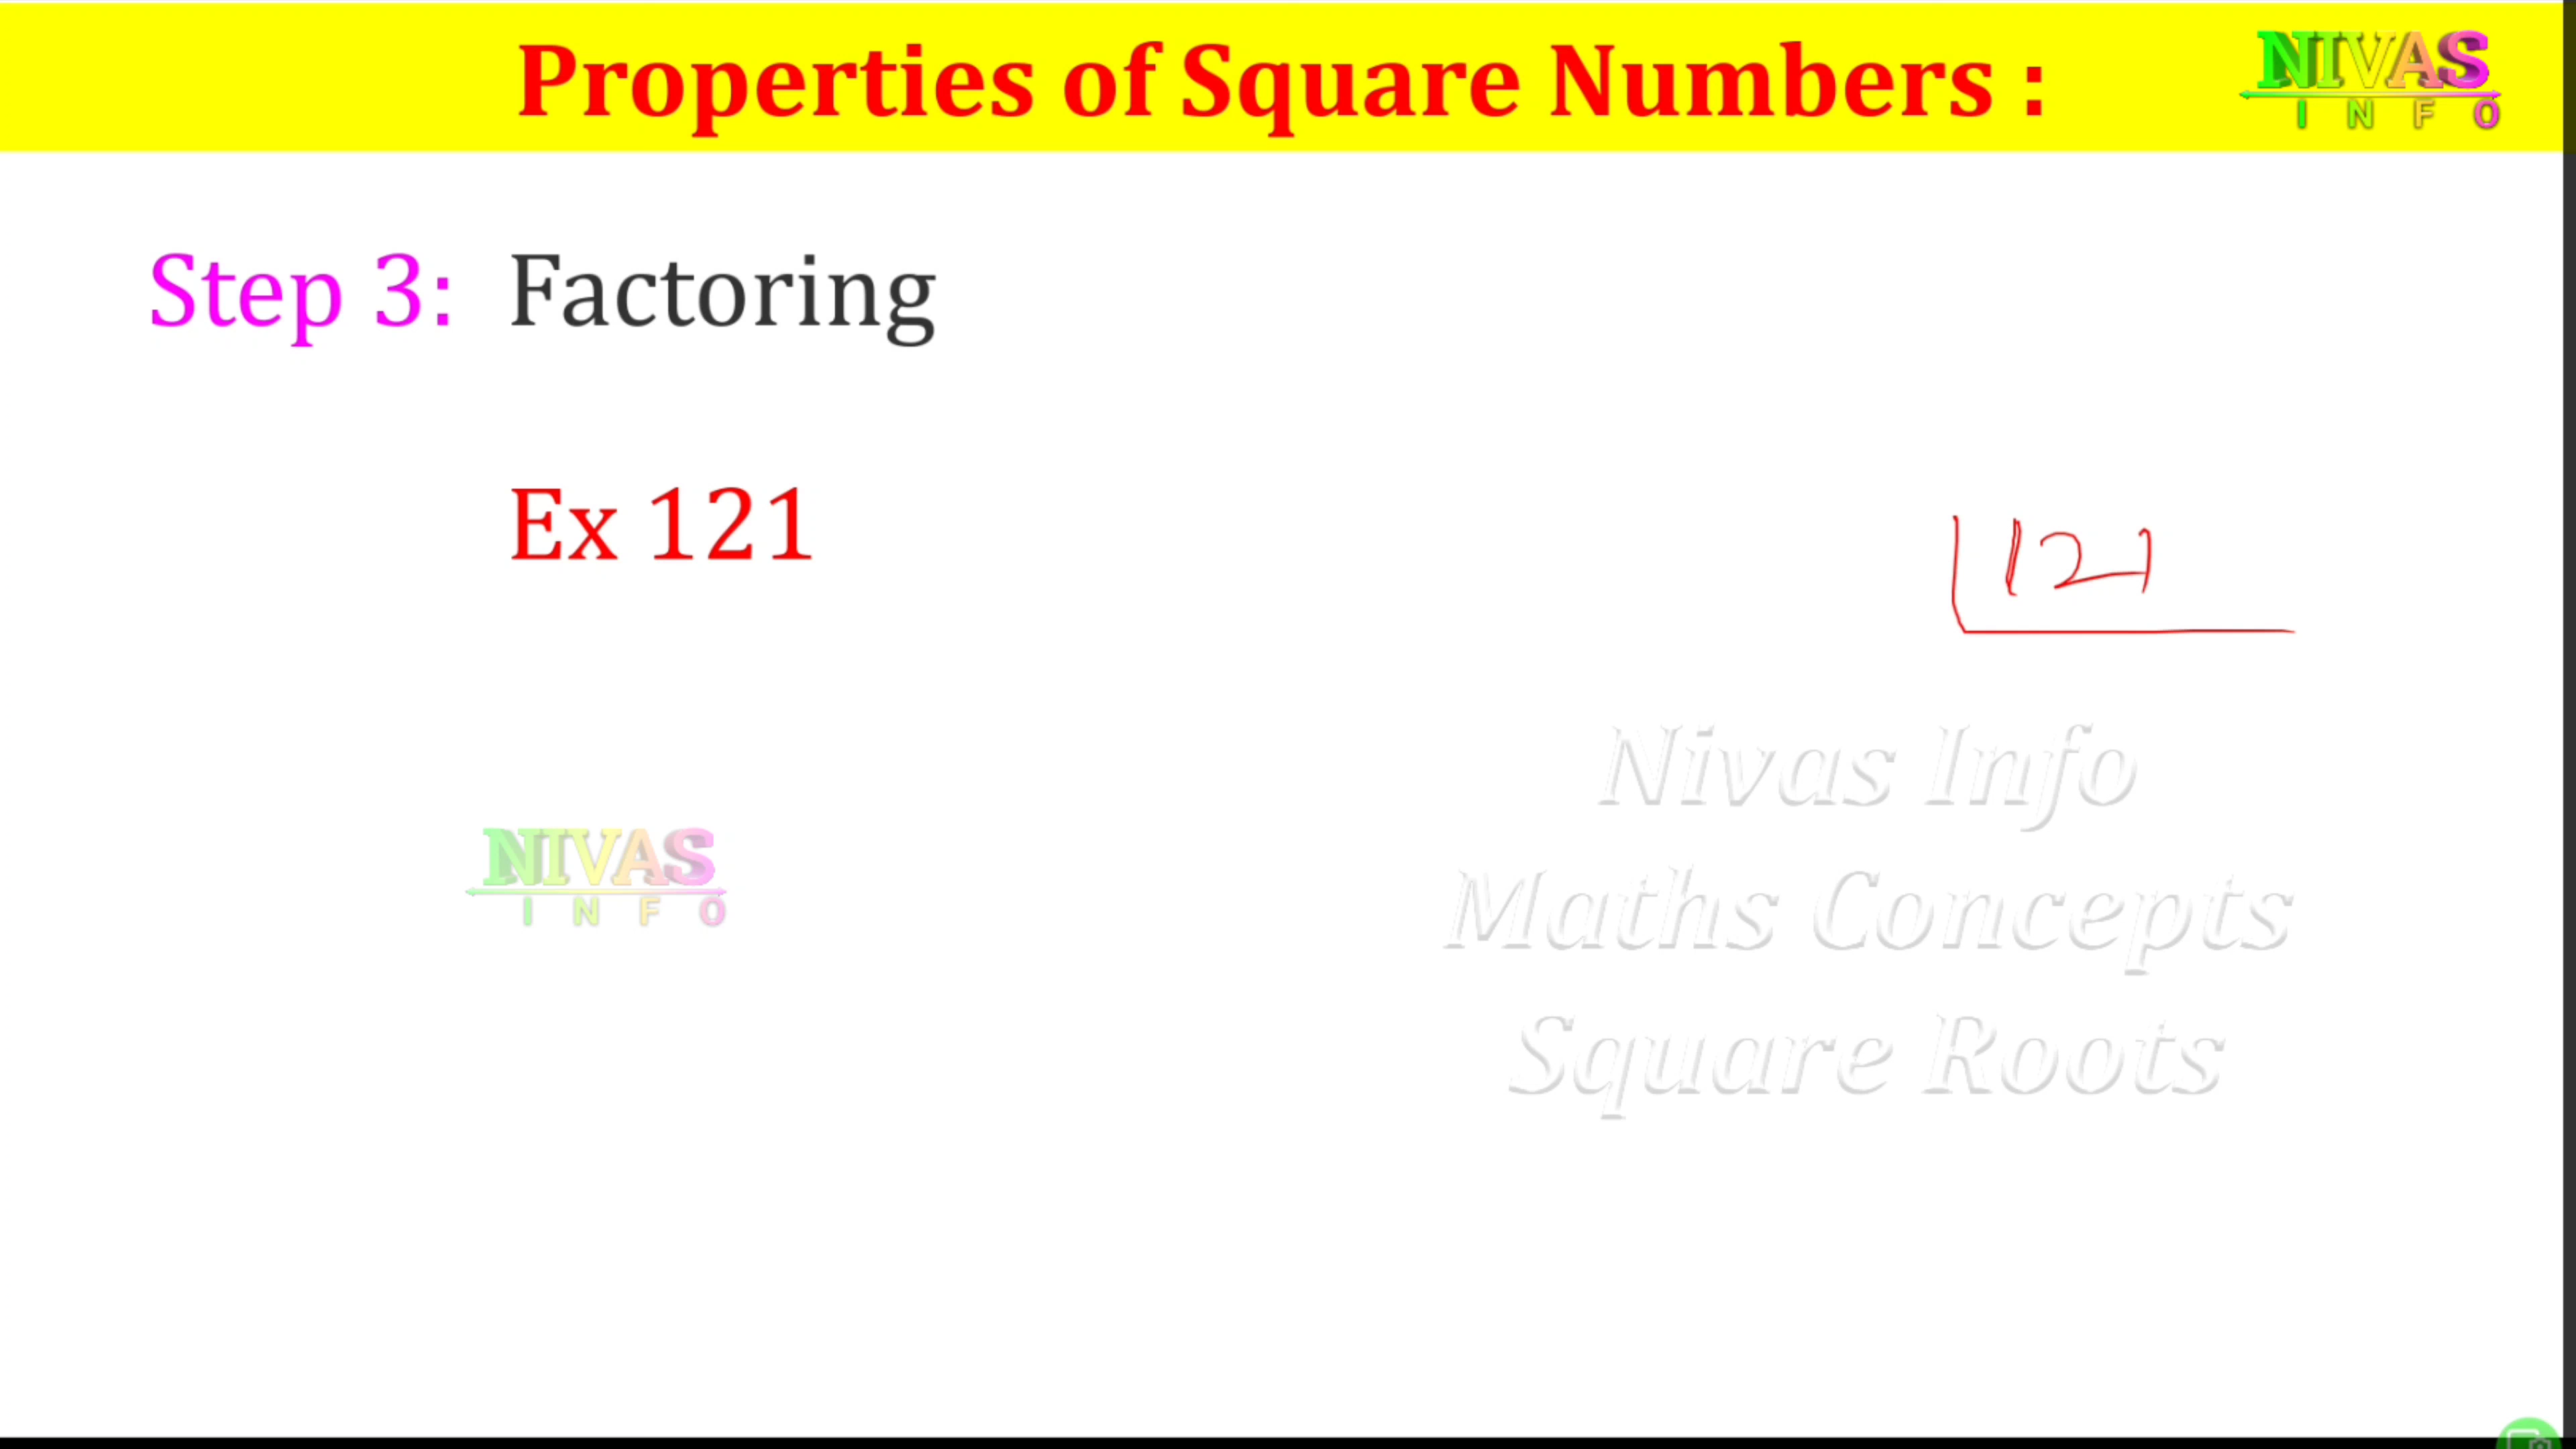 Properties of Square Numbers :
NIVAS
INFO
Step 3: Factoring
Ex 121
121
Nivas Info
Maths Concepts
Square Roots
NIVAS
INFO